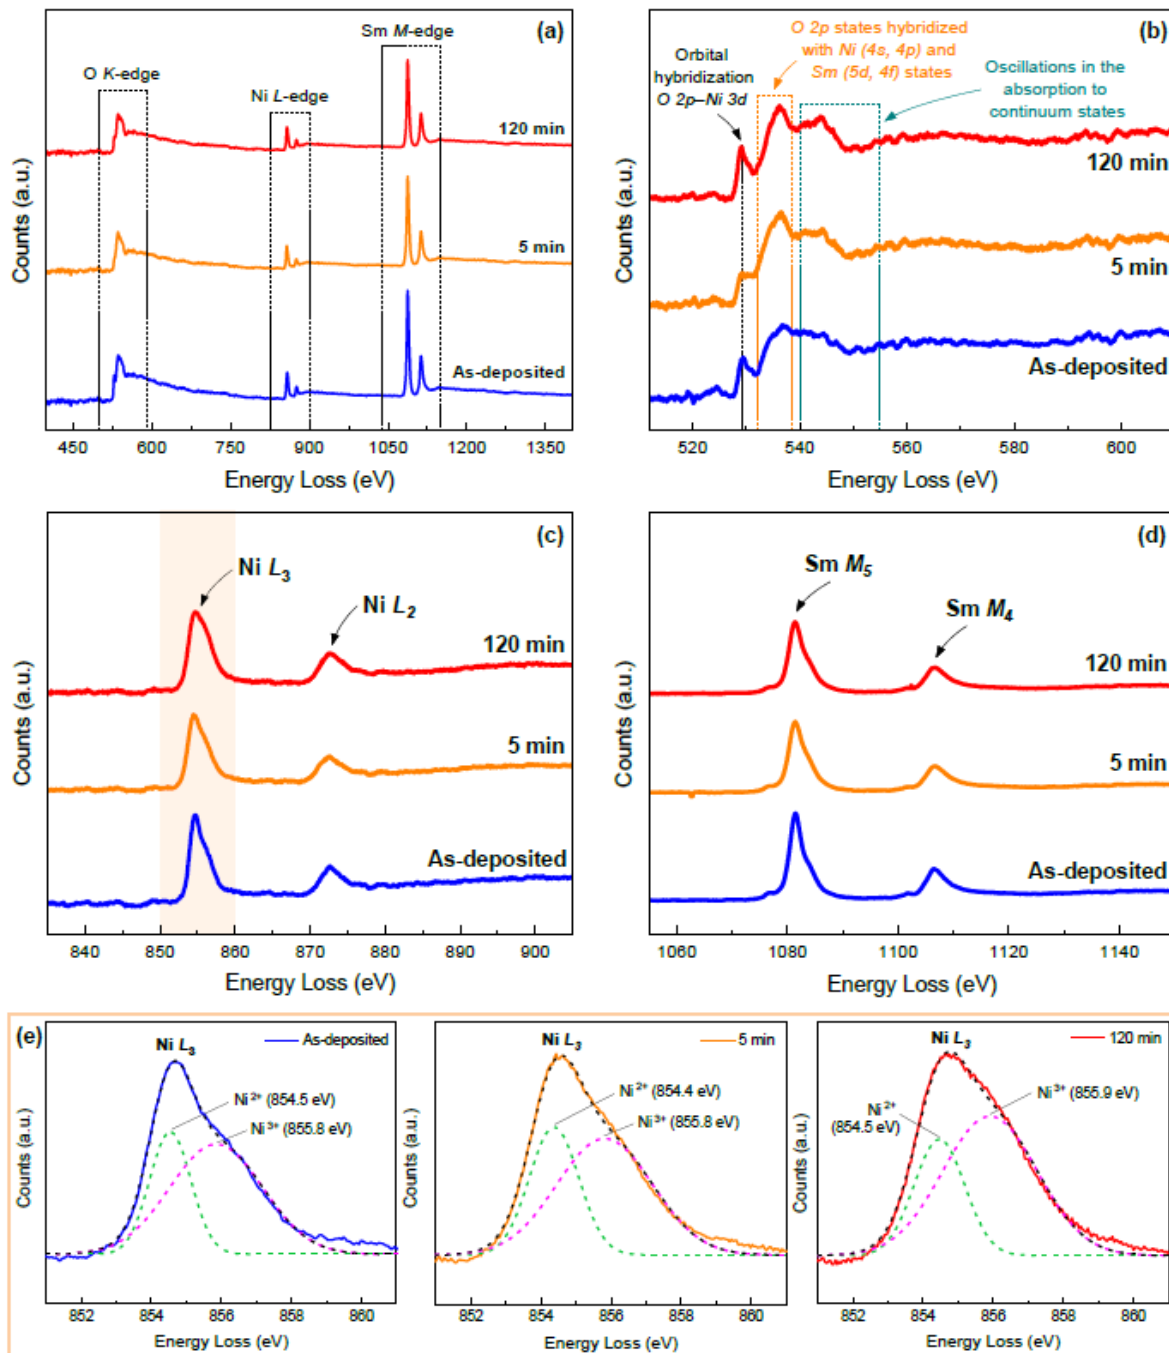 (a)
Sm M-edge
O K-edge
Ni L-edge
120 min
5 min
As-deposited
Counts (a.u.)
450 600 750 900 1050 1200 1350
Energy Loss (eV)
(b)
O 2p states hybridized
with Ni (4s, 4p) and
Sm (5d, 4f) states
Orbital
hybridization
O 2p–Ni 3d
Oscillations in the
absorption to
continuum states
120 min
5 min
As-deposited
Counts (a.u.)
520 540 560 580 600
Energy Loss (eV)
(c)
Ni L3
Ni L2
120 min
5 min
As-deposited
Counts (a.u.)
840 850 860 870 880 890 900
Energy Loss (eV)
(d)
Sm M5
Sm M4
120 min
5 min
As-deposited
Counts (a.u.)
1060 1080 1100 1120 1140
Energy Loss (eV)
(e)
Ni L3
As-deposited
Ni2+ (854.5 eV)
Ni3+ (855.8 eV)
Counts (a.u.)
852 854 856 858 860
Energy Loss (eV)
Ni L3
5 min
Ni2+ (854.4 eV)
Ni3+ (855.8 eV)
Counts (a.u.)
852 854 856 858 860
Energy Loss (eV)
Ni L3
120 min
Ni3+ (855.9 eV)
Ni2+
(854.5 eV)
Counts (a.u.)
852 854 856 858 860
Energy Loss (eV)